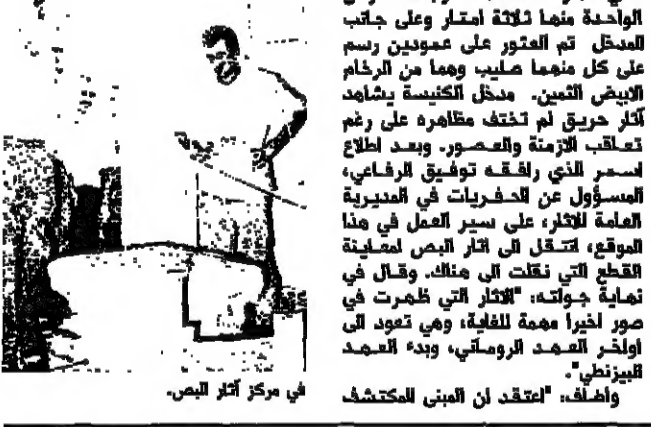 الواحدة منها ثلاثة امتار وعلى جانب
المدخل تم العثور على عمودين رسم
على كل منهما صليب وهما من الرخام
الابيض الثمين. مدخل الكنيسة يشاهد
آثار حريق لم تختف مظاهره على رغم
تعاقب الازمنة والعصور. وبعد اطلاع
اسمر الذي رافقه توفيق الرفاعي،
المسؤول عن الحفريات في المديرية
العامة للآثار، على سير العمل في هذا
الموقع، انتقل الى آثار البص لمعاينة
القطع التي نقلت الى هناك. وقال في
نهاية جولته: "الآثار التي ظهرت في
صور اخيرا مهمة للغاية، وهي تعود الى
اواخر العهد الروماني، وبدء العهد
البيزنطي".
واضاف: "اعتقد ان المبنى المكتشف
في مركز آثار البص.